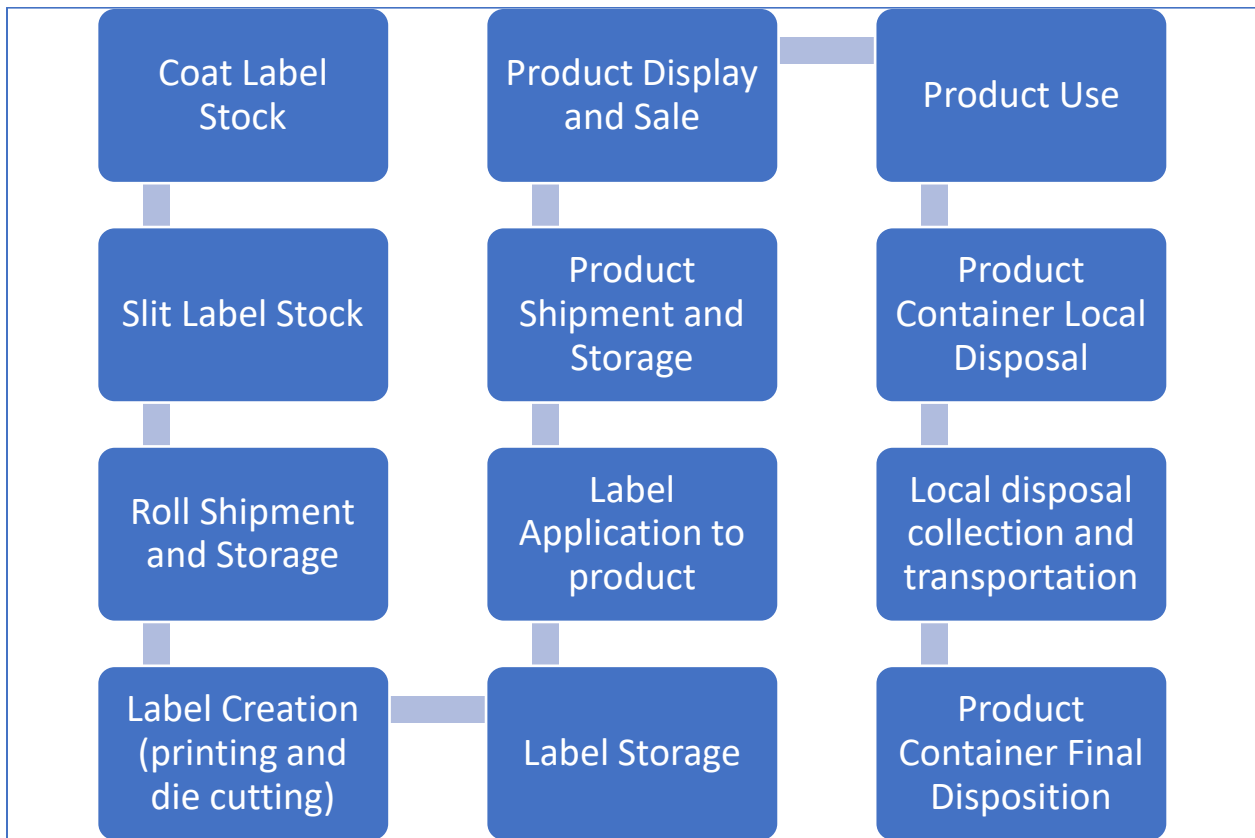 Coat Label
Stock
Slit Label Stock
Roll Shipment
and Storage
Label Creation
(printing and
die cutting)
Label Storage
Label
Application to
product
Product
Shipment and
Storage
Product Display
and Sale
Product Use
Product
Container Local
Disposal
Local disposal
collection and
transportation
Product
Container Final
Disposition